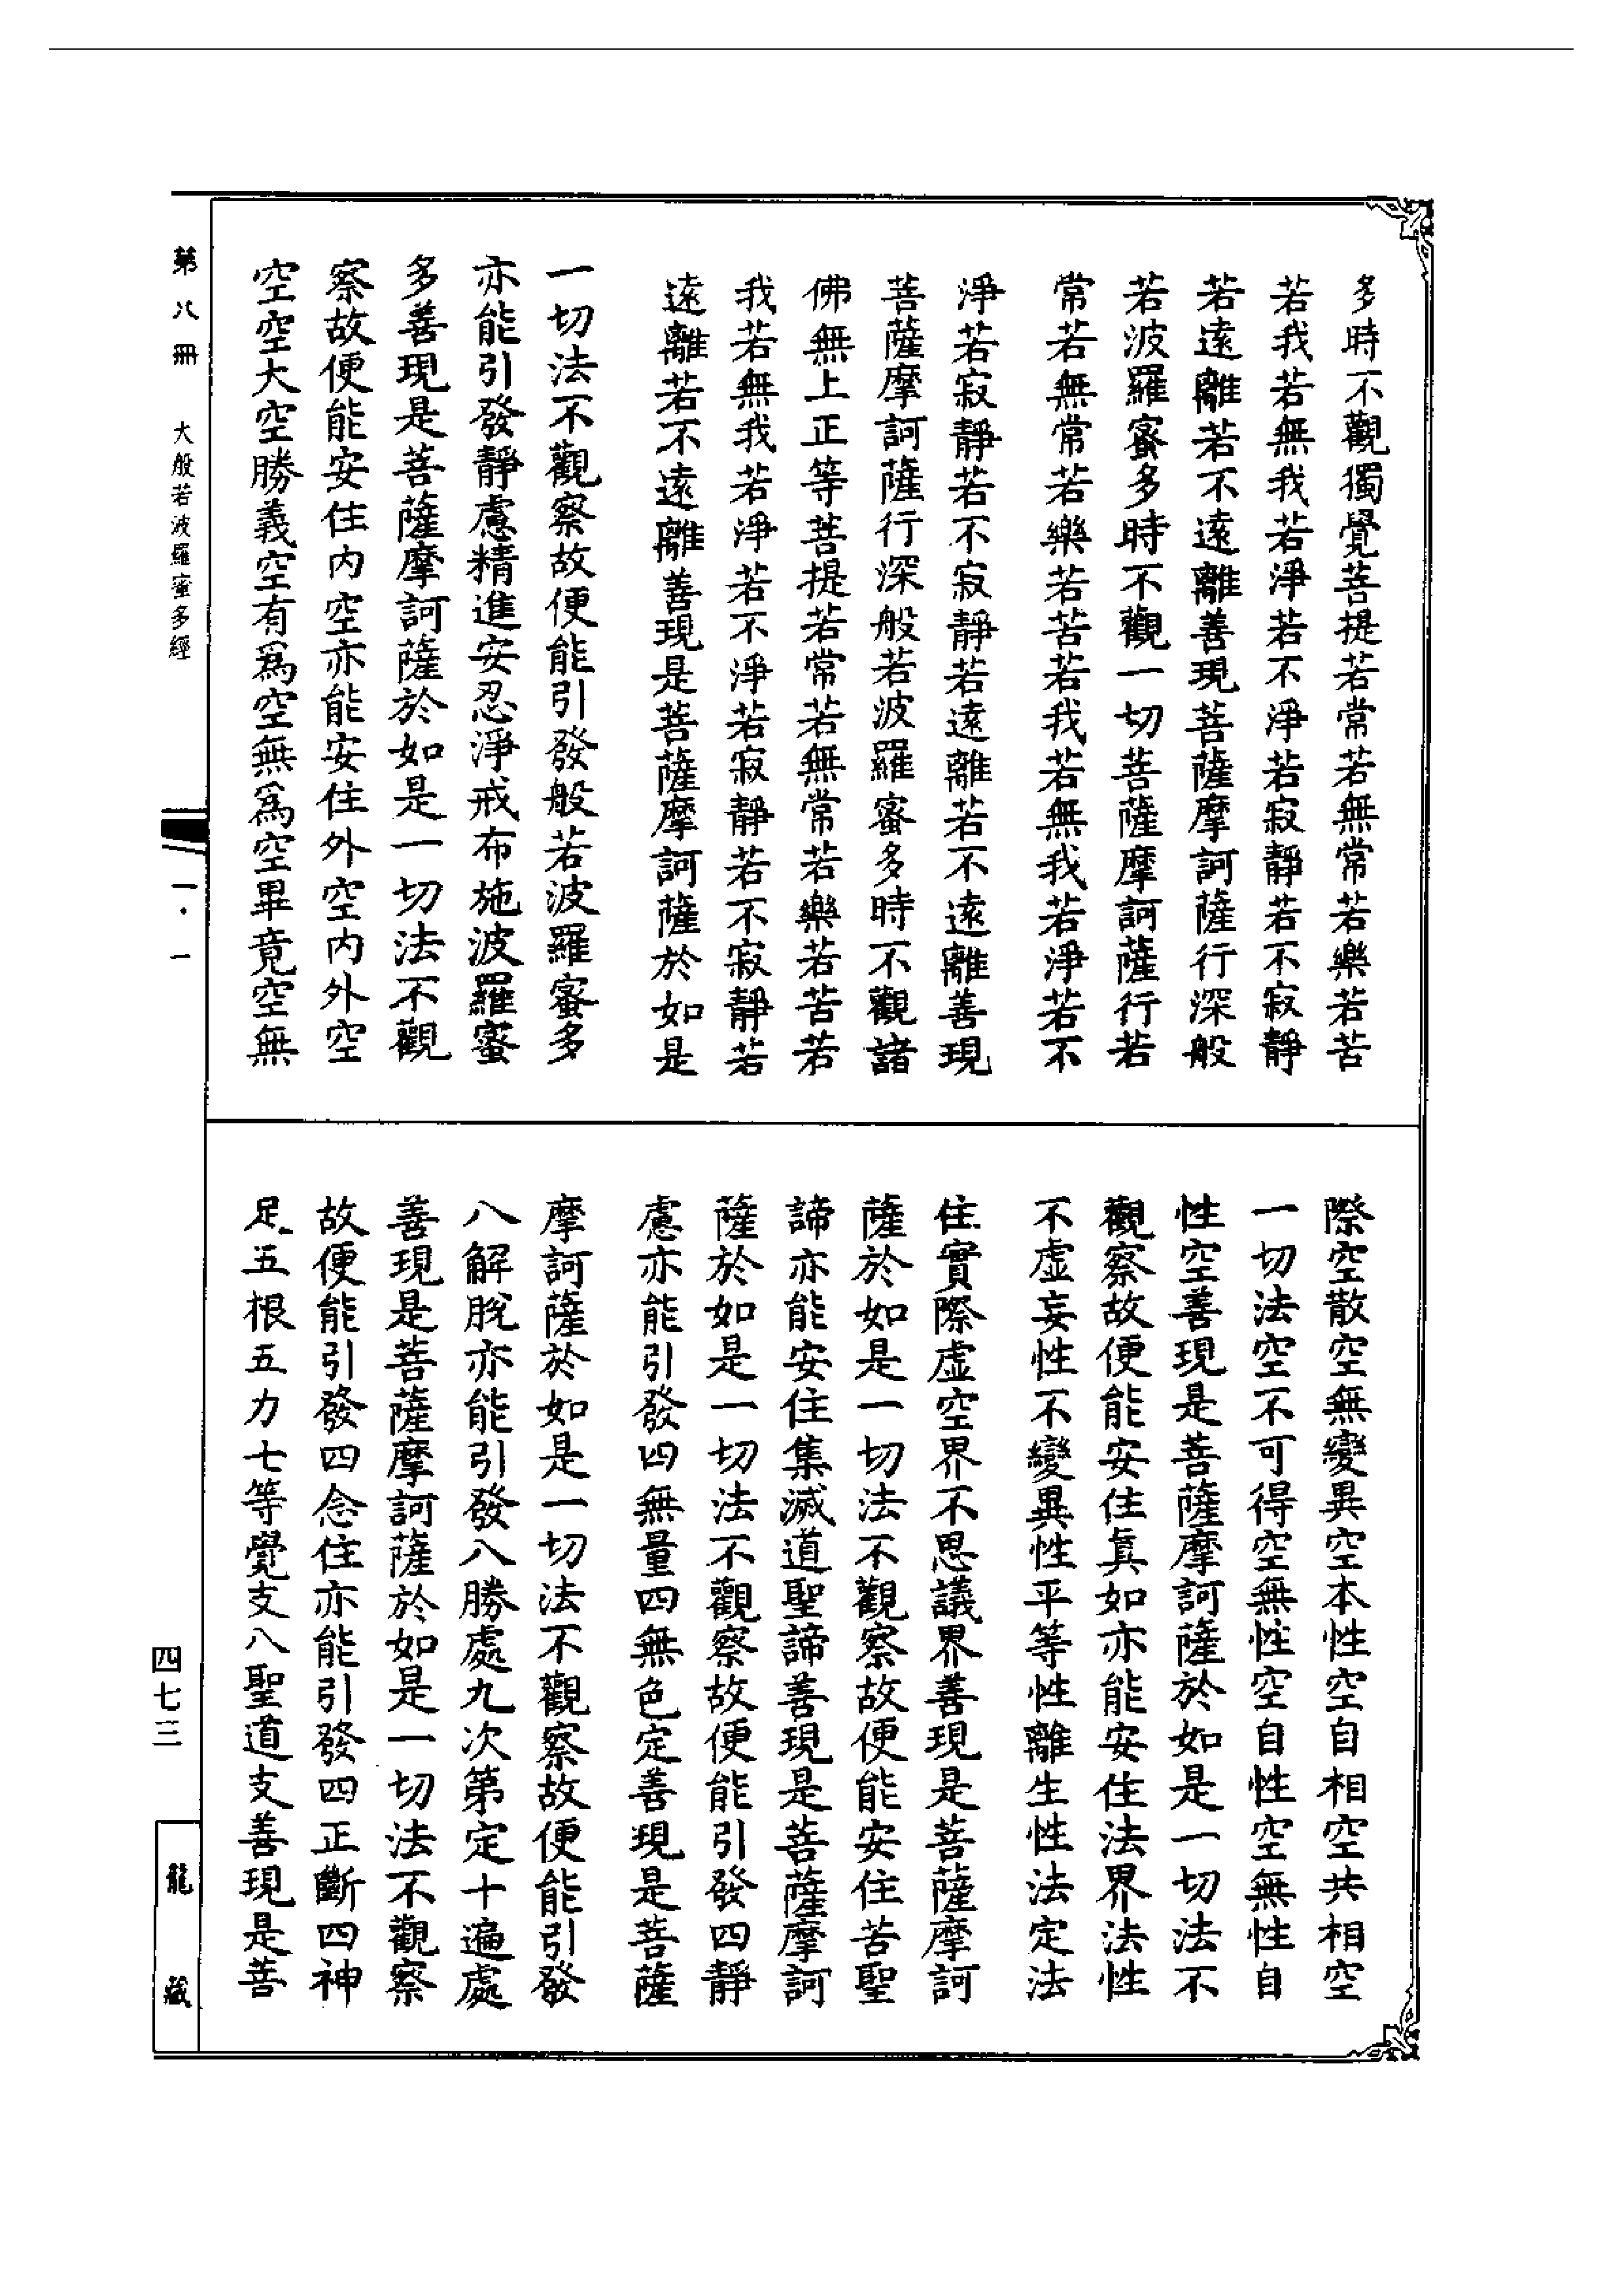 多時不觀獨覺菩提若常若無常若樂若苦
若我若無我若淨若不淨若寂靜若不寂靜
若遠離若不遠離善現菩薩摩訶薩行深般
若波羅蜜多時不觀一切菩薩摩訶薩行若
常若無常若樂若苦若我若無我若淨若不
淨若寂靜若不寂靜若遠離若不遠離善現
菩薩摩訶薩行深般若波羅蜜多時不觀諸
佛無上正等菩提若常若無常若樂若苦若
我若無我若淨若不淨若寂靜若不寂靜若
遠離若不遠離善現是菩薩摩訶薩於如是
一切法不觀察故便能引發般若波羅蜜多
亦能引發靜慮精進安忍淨戒布施波羅蜜
多善現是菩薩摩訶薩於如是一切法不觀
察故便能安住內空亦能安住外空內外空
空空大空勝義空有爲空無爲空畢竟空無
際空散空無變異空本性空自相空共相空
一切法空不可得空無性空自性空無性自
性空善現是菩薩摩訶薩於如是一切法不
觀察故便能安住眞如亦能安住法界法性
不虛妄性不變異性平等性離生性法定法
住實際虛空界不思議界善現是菩薩摩訶
薩於如是一切法不觀察故便能安住苦聖
諦亦能安住集滅道聖諦善現是菩薩摩訶
薩於如是一切法不觀察故便能引發四靜
慮亦能引發四無量四無色定善現是菩薩
摩訶薩於如是一切法不觀察故便能引發
八解脫亦能引發八勝處九次第定十遍處
善現是菩薩摩訶薩於如是一切法不觀察
故便能引發四念住亦能引發四正斷四神
足五根五力七等覺支八聖道支善現是菩
第八冊 大般若波羅蜜多經 一·一
四七三
龍藏